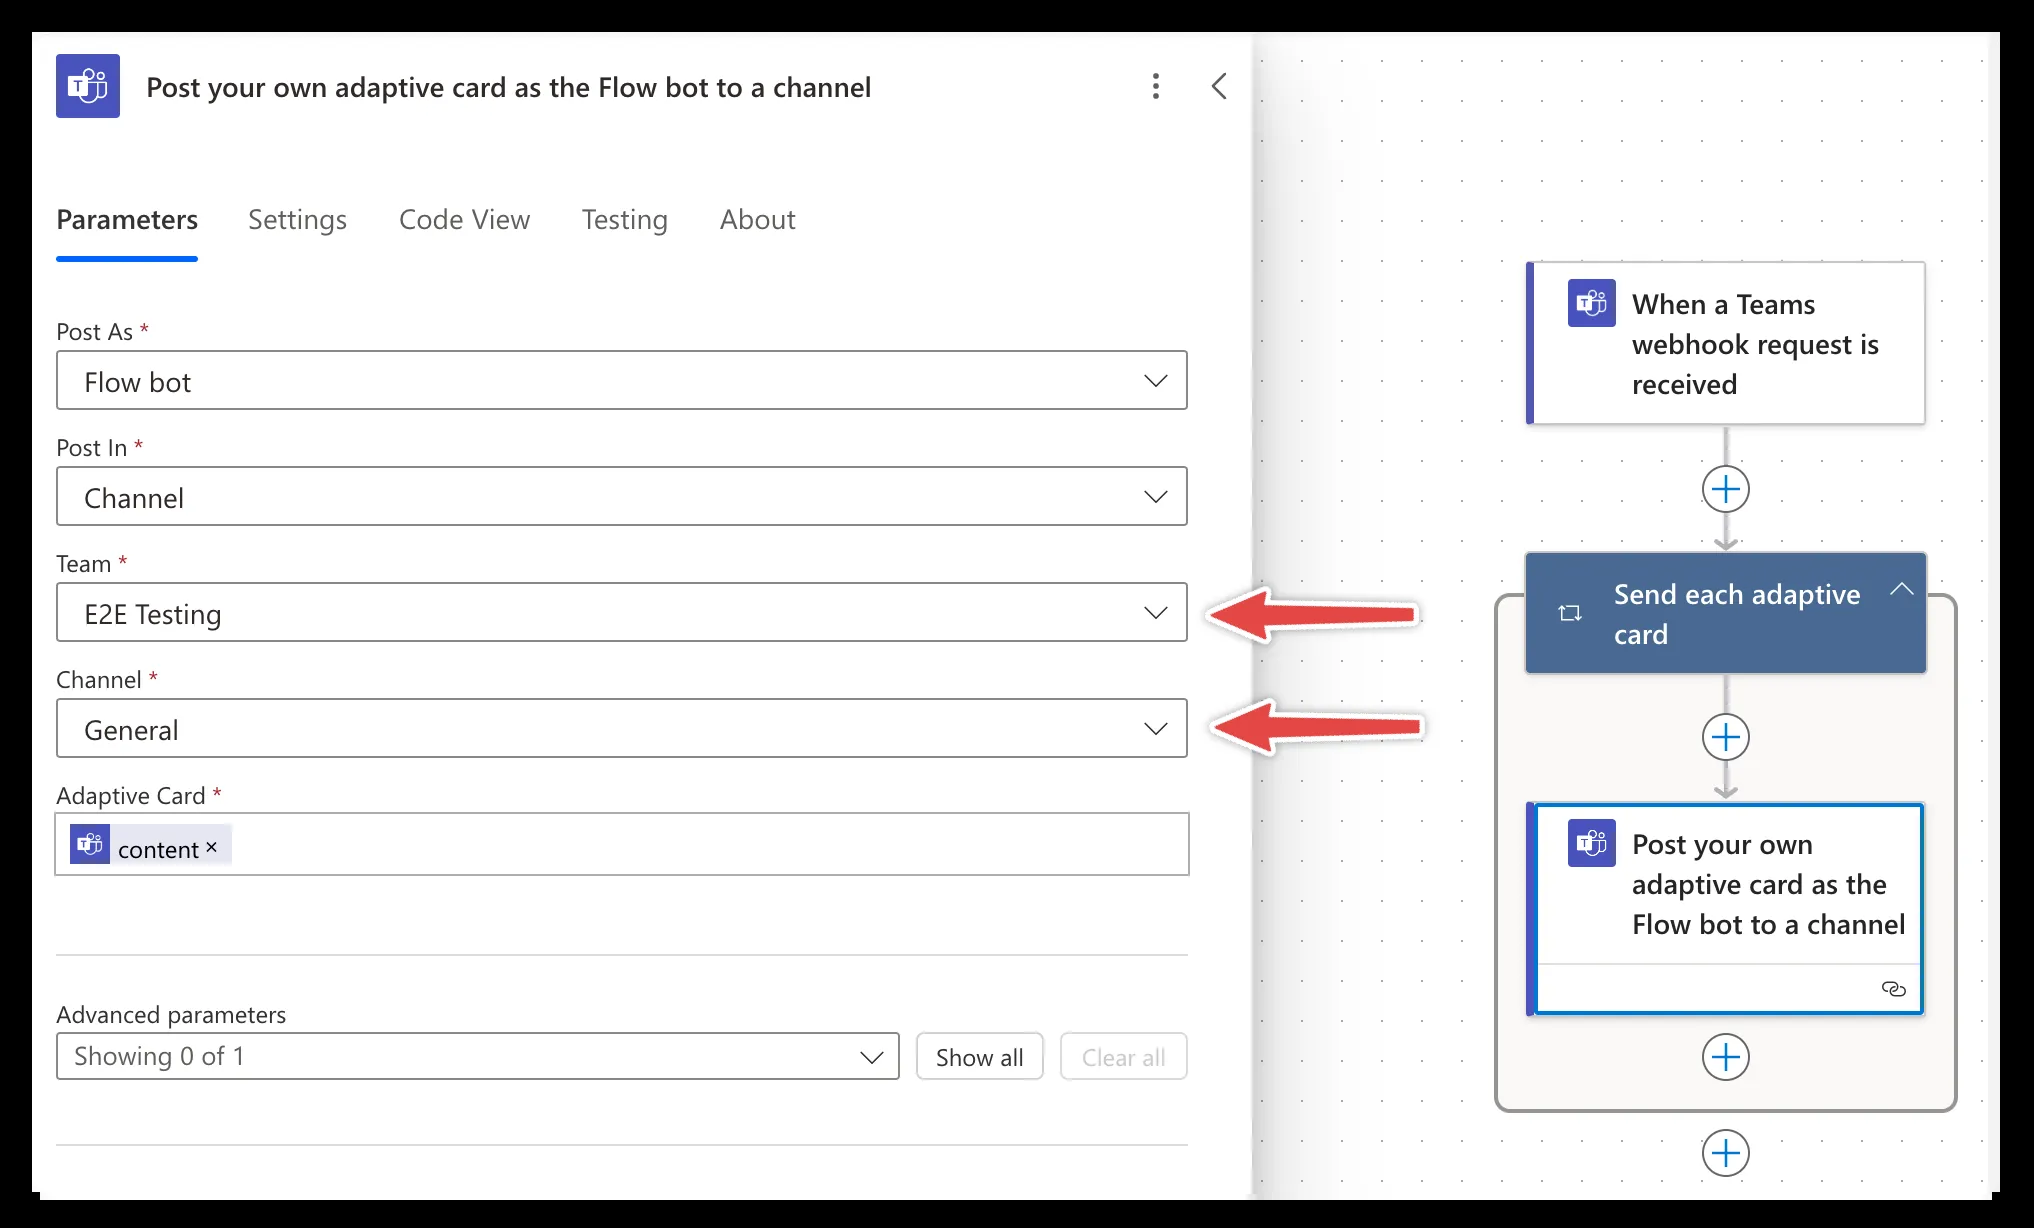 Post your own adaptive card as the Flow bot to a channel
Parameters Settings Code View Testing About
Post As *
Flow bot
Post In *
Channel
Team *
E2E Testing
Channel *
General
Adaptive Card *
content ×
Advanced parameters
Showing 0 of 1
Show all
Clear all
When a Teams
webhook request is
received
Send each adaptive
card
Post your own
adaptive card as the
Flow bot to a channel